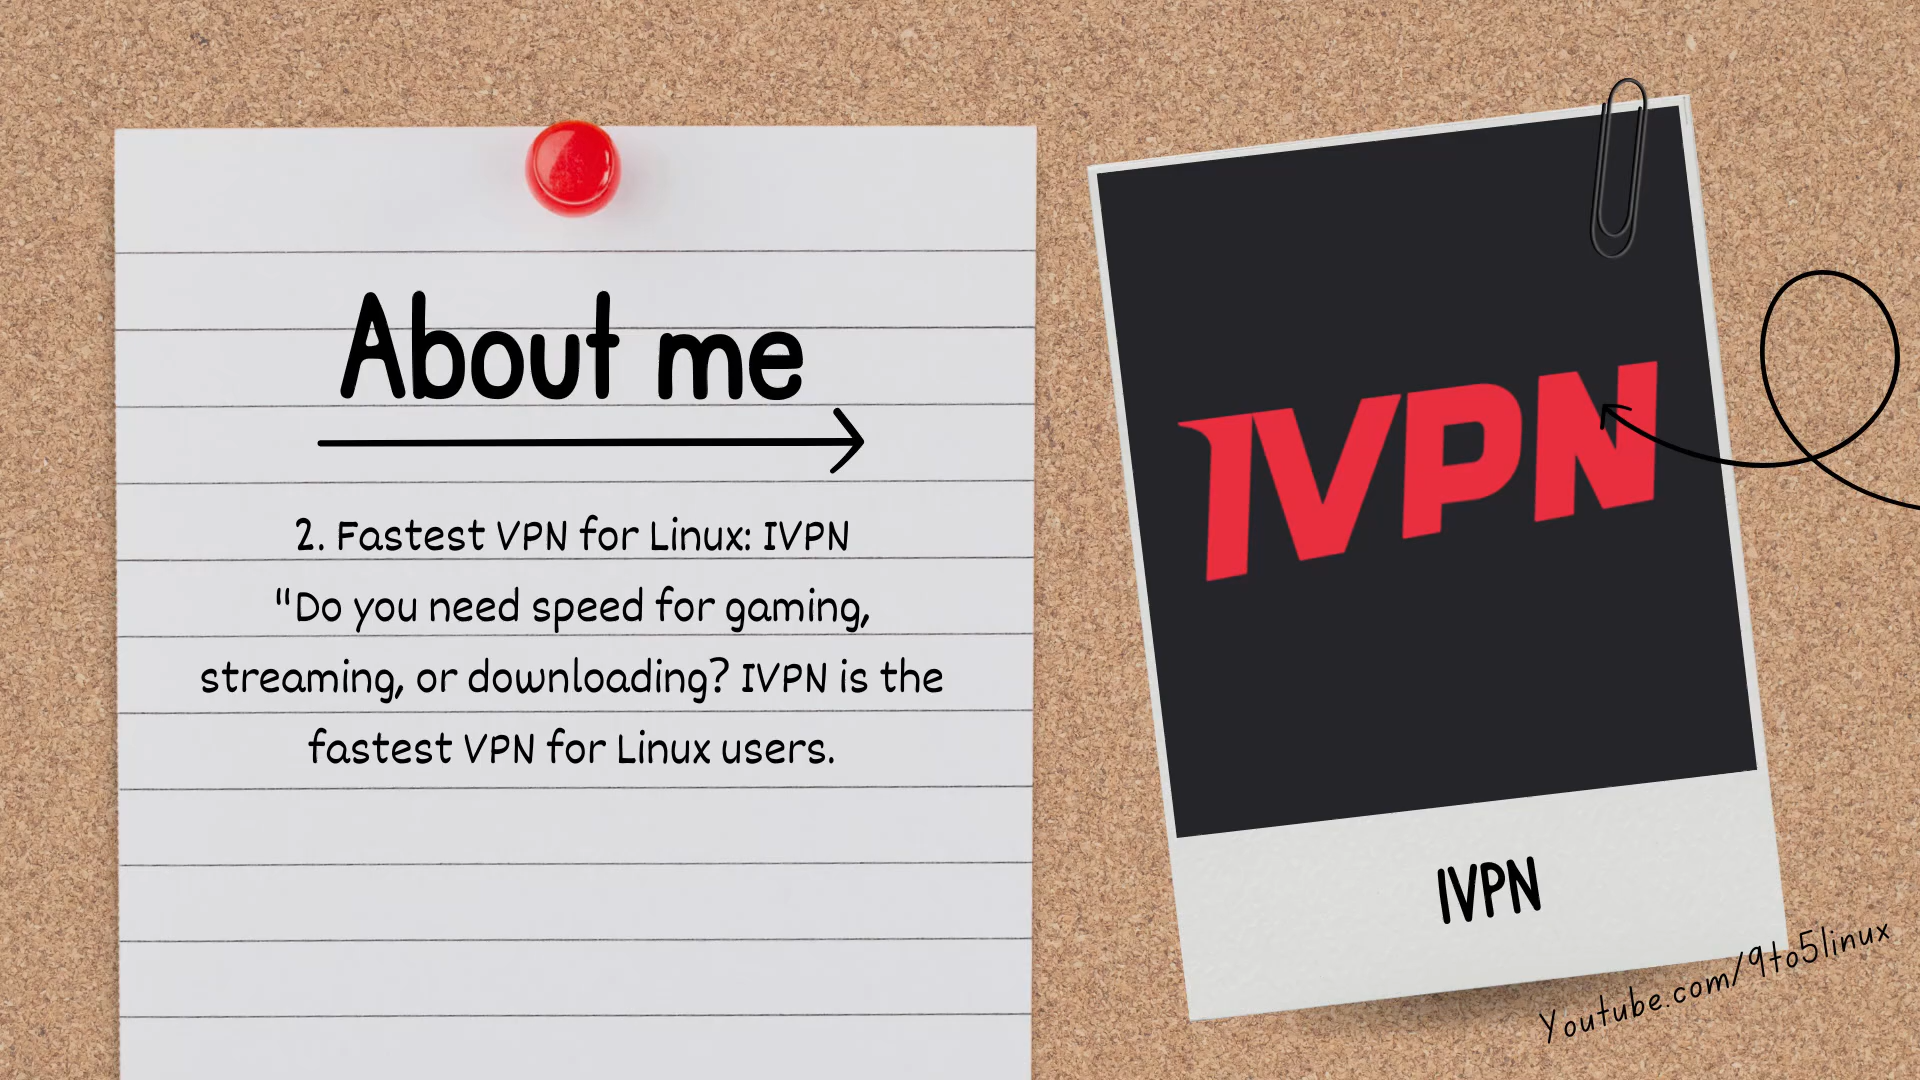 About me
2. Fastest VPN for Linux: IVPN
"Do you need speed for gaming,
streaming, or downloading? IVPN is the
fastest VPN for Linux users.
IVPN
IVPN
Youtube.com/9to5linux